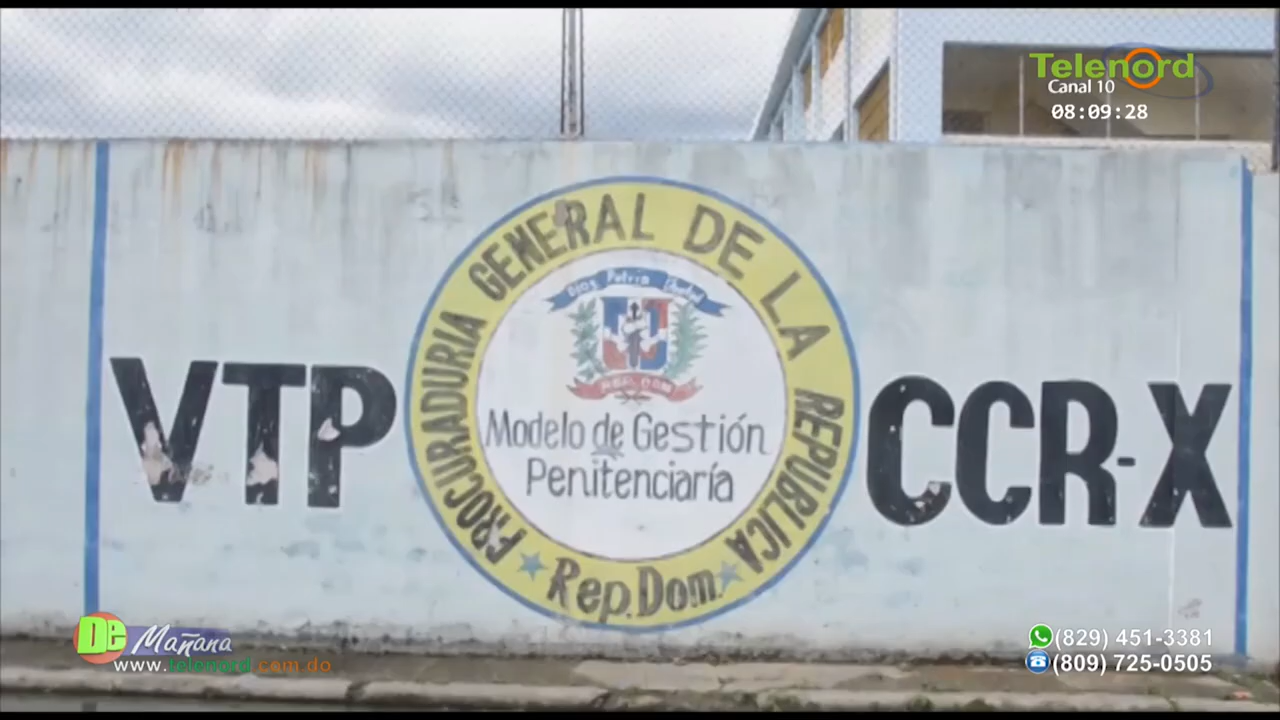 Telenord
Canal 10
08:09:28
PROCURADURIA GENERAL DE LA REPUBLICA
Dios Patria Libertad
REP. DOM
VTP
Modelo de Gestión
Penitenciaría
CCR-X
Rep. Dom.
De Mañana
www.telenord.com.do
(829) 451-3381
(809) 725-0505